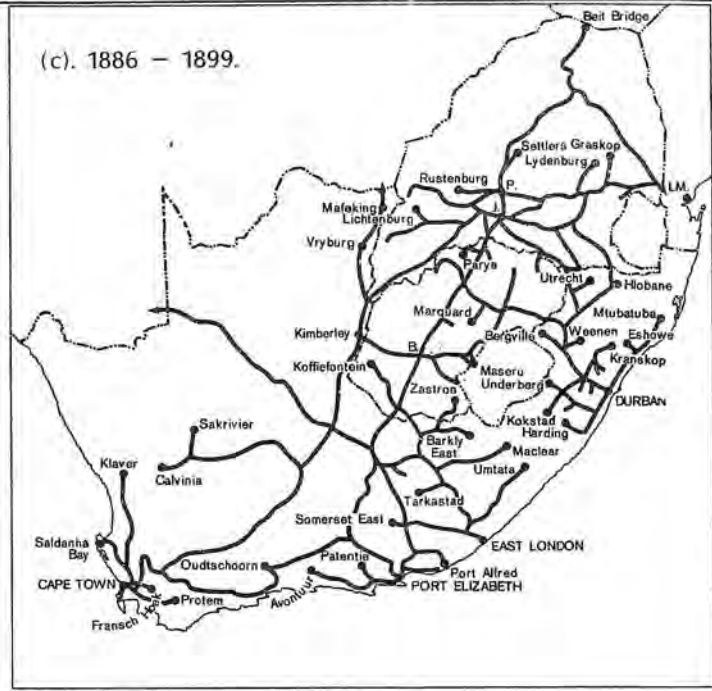 Beit Bridge
(c). 1886 – 1899.
Settlers Graskop
Lydenburg
Rustenburg
P.
L.M.
Mafeking
Lichtenburg
J.
Vryburg
Parys
Utrecht
Hlobane
Mtubatuba
Marquard
Kimberley
Bergville
Weenen
Eshowe
Kranskop
B.
Koffiefontein
Maseru
Underberg
Zastron
DURBAN
Kokstad
Harding
Sakrivier
Barkly
East
Maclear
Klaver
Calvinia
Umtata
Tarkastad
Somerset East
Saldanha
Bay
EAST LONDON
Oudtschoorn
Patentie
CAPE TOWN
Port Alfred
PORT ELIZABETH
Avontuur
Protem
Fransch Hoek